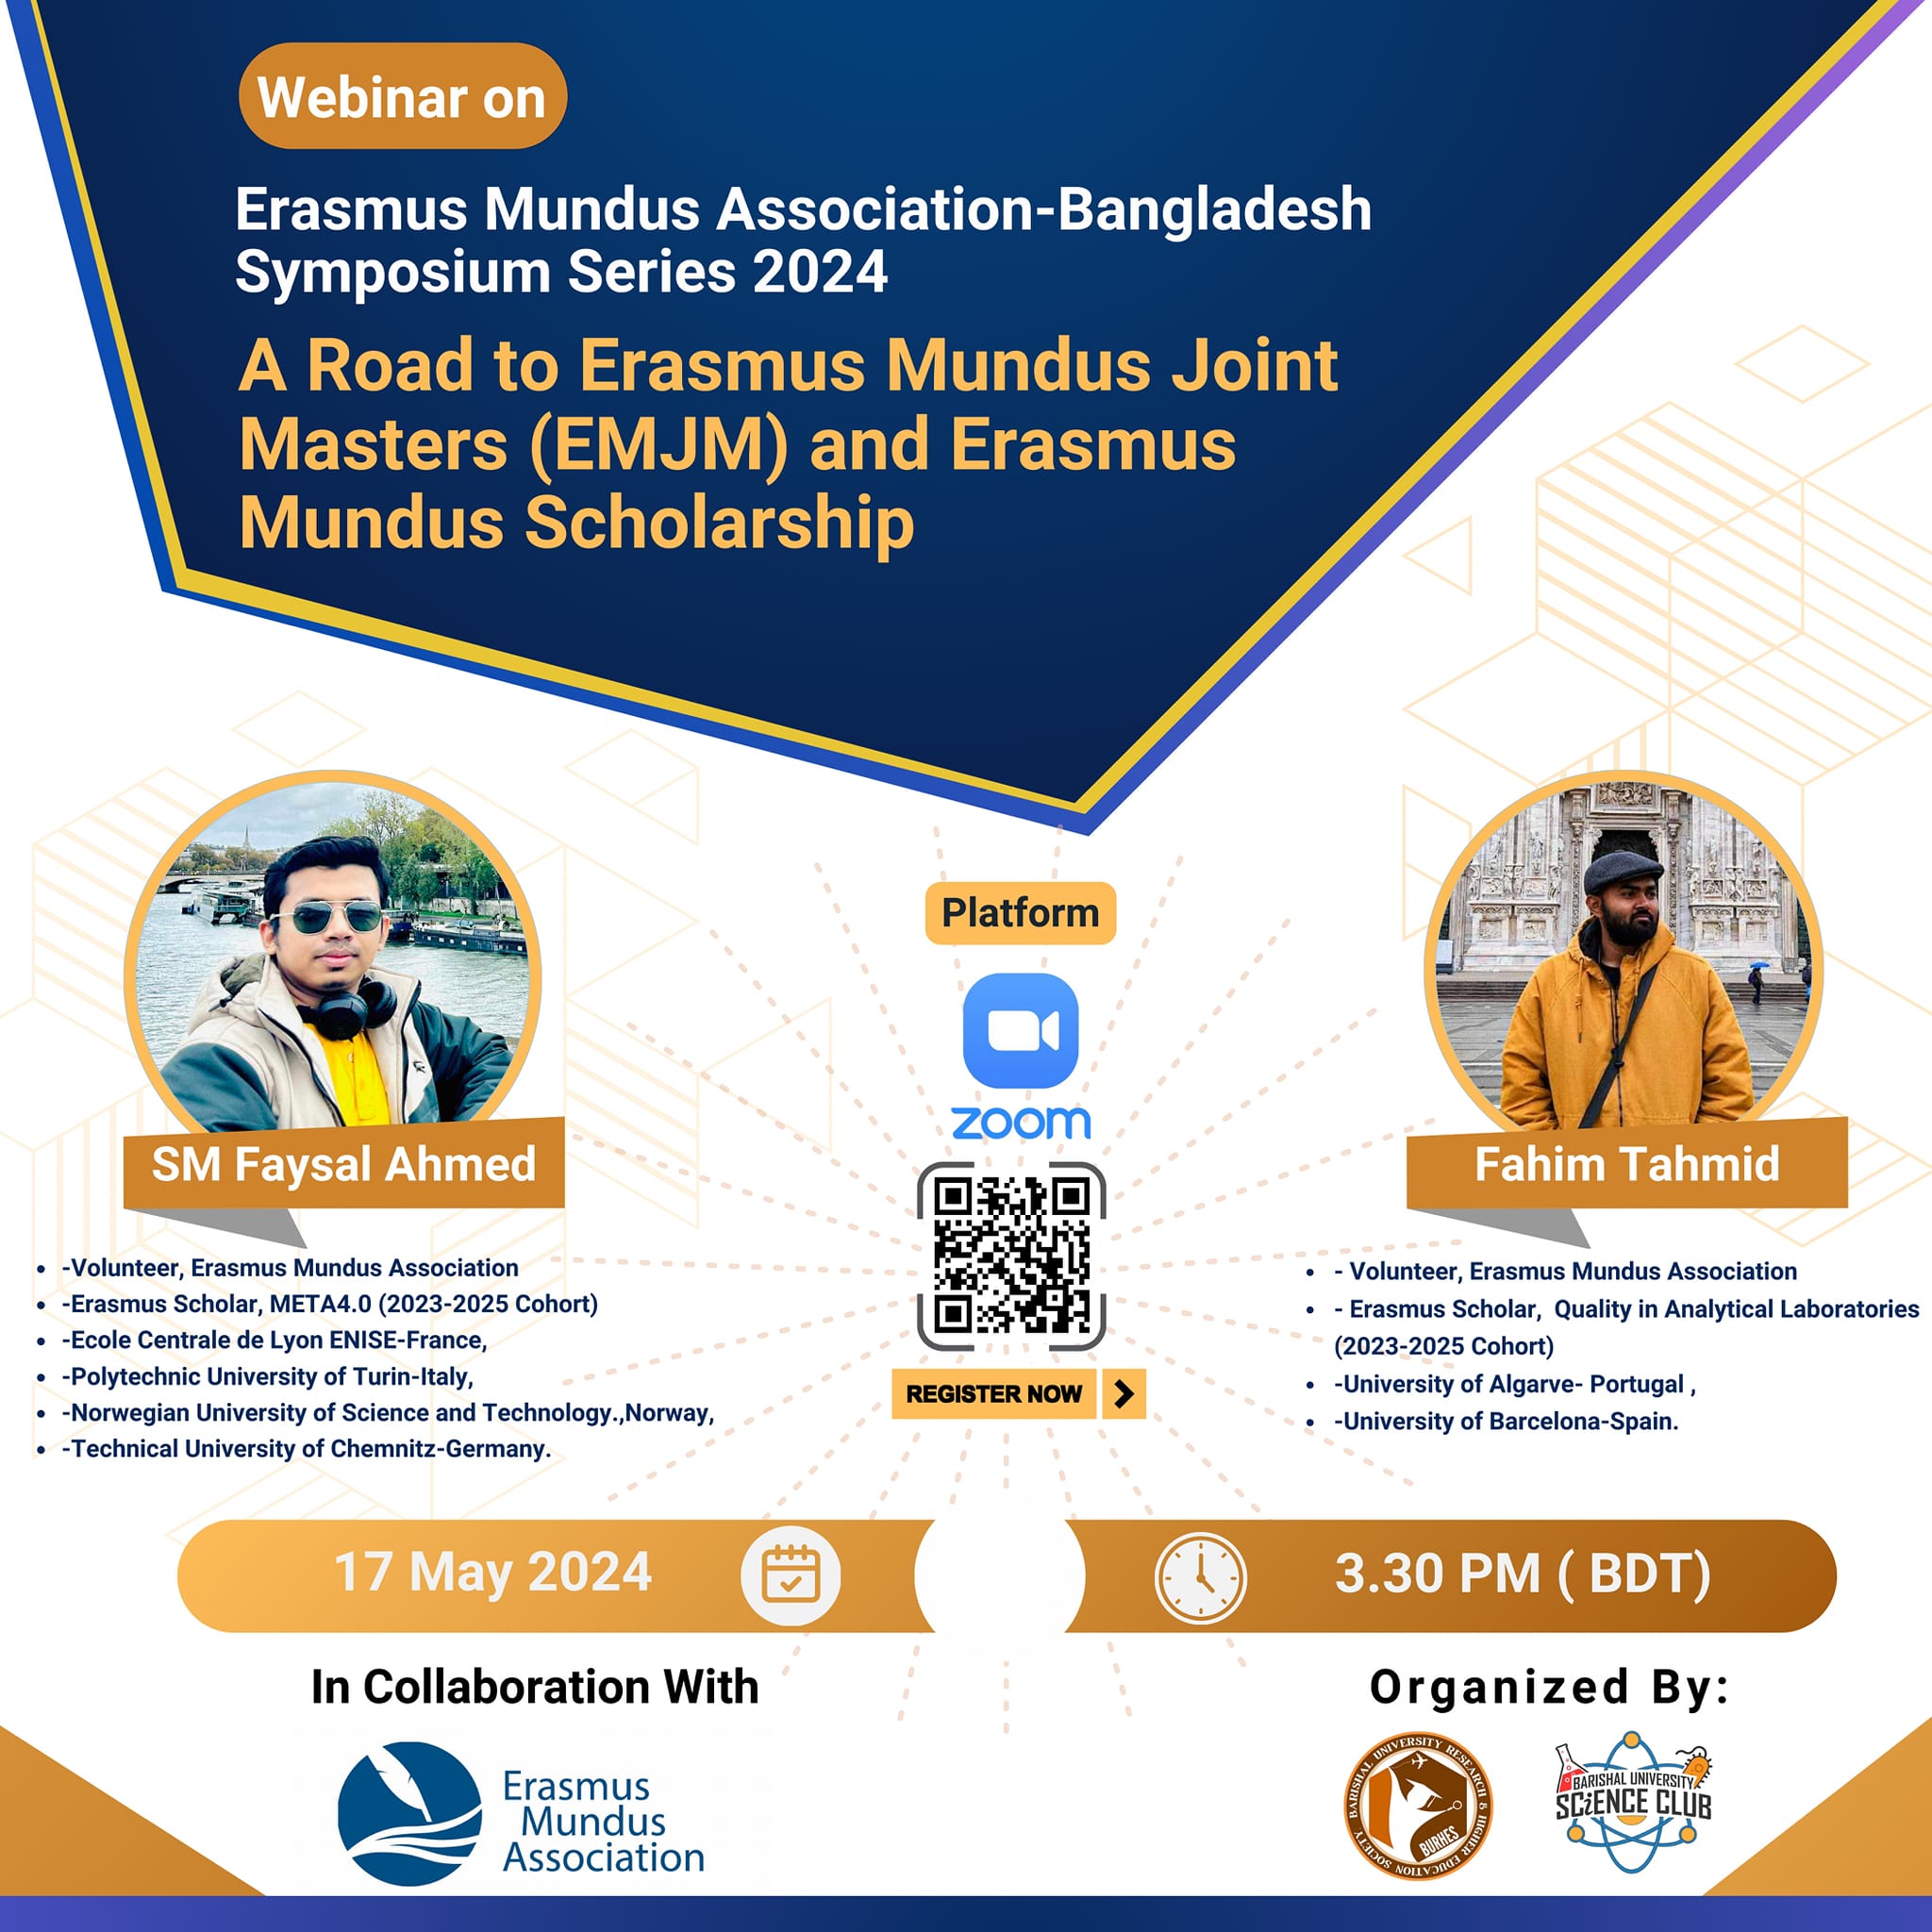 Webinar on
Erasmus Mundus Association-Bangladesh
Symposium Series 2024
A Road to Erasmus Mundus Joint
Masters (EMJM) and Erasmus
Mundus Scholarship
Platform
zoom
REGISTER NOW
SM Faysal Ahmed
• -Volunteer, Erasmus Mundus Association
• -Erasmus Scholar, META4.0 (2023-2025 Cohort)
• -Ecole Centrale de Lyon ENISE-France,
• -Polytechnic University of Turin-Italy,
• -Norwegian University of Science and Technology.,Norway,
• -Technical University of Chemnitz-Germany.
Fahim Tahmid
• - Volunteer, Erasmus Mundus Association
• - Erasmus Scholar,  Quality in Analytical Laboratories
(2023-2025 Cohort)
• -University of Algarve- Portugal ,
• -University of Barcelona-Spain.
17 May 2024
3.30 PM ( BDT)
In Collaboration With
Erasmus
Mundus
Association
Organized By:
BARISHAL UNIVERSITY RESEARCH & HIGHER EDUCATION SOCIETY
BURHES
BARISHAL UNIVERSITY
SCiENCE CLUB